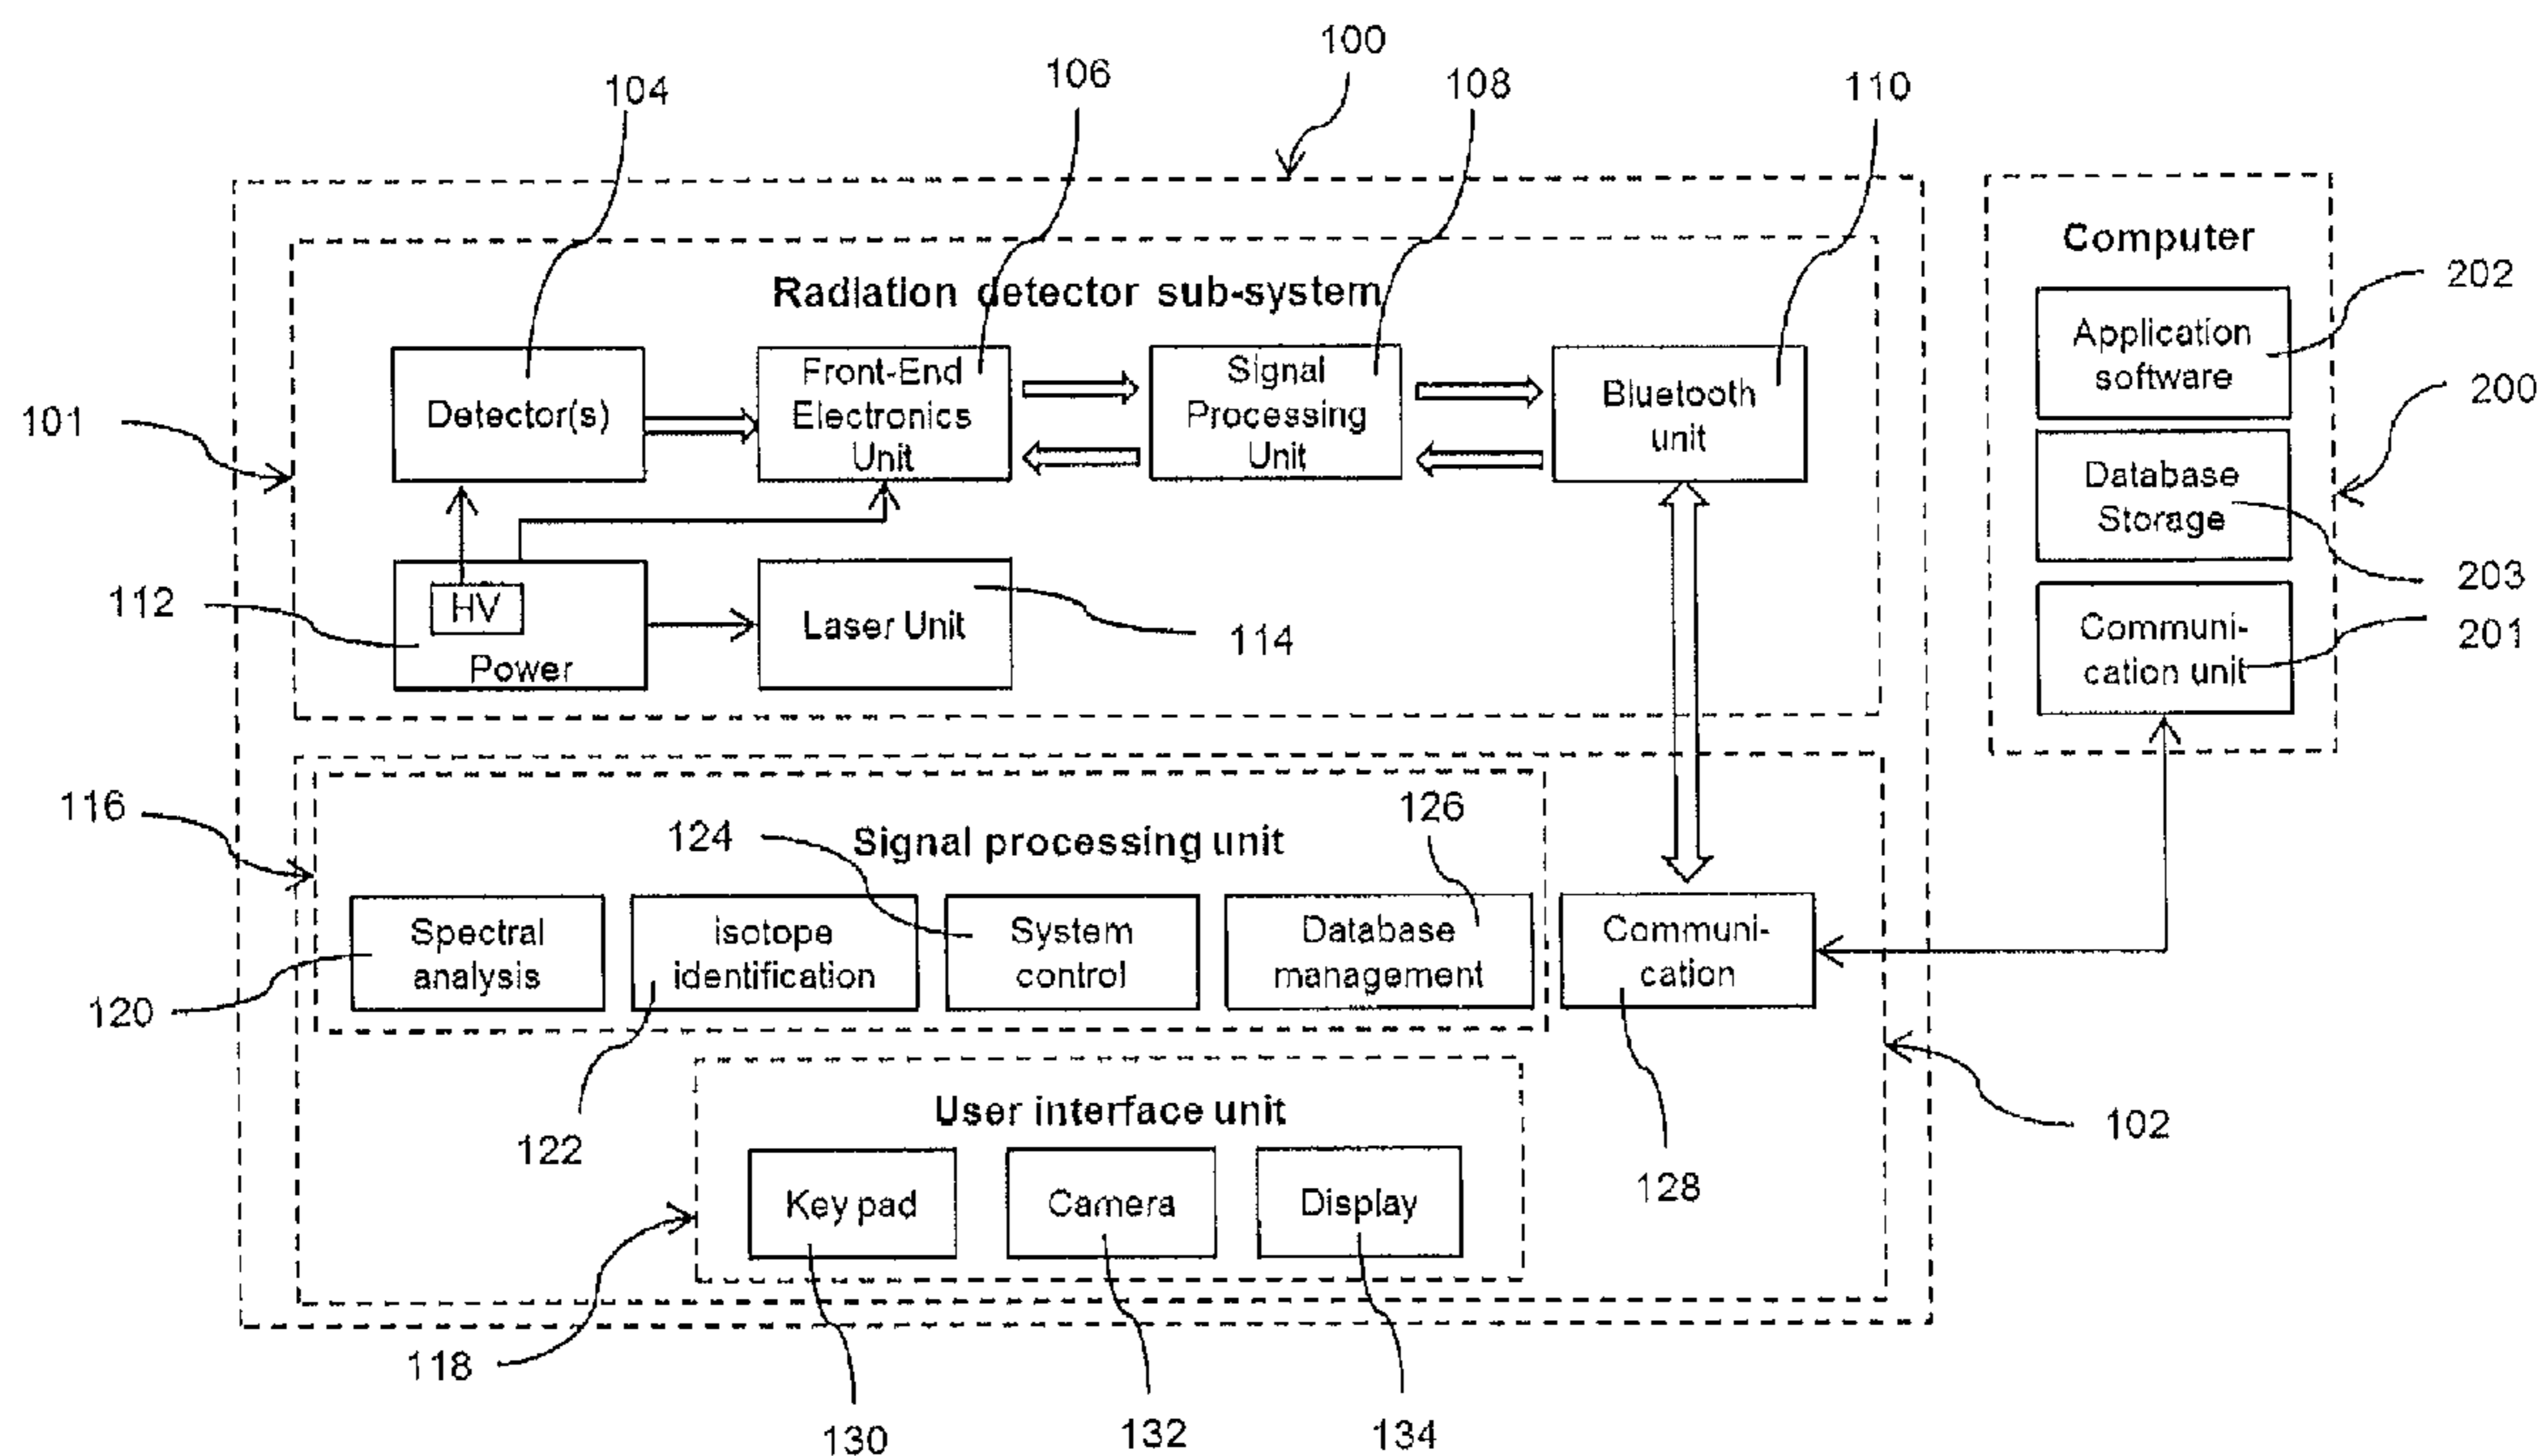 100
104
106
108
110
Radiation detector sub-system
Computer
202
Application
software
200
101
Detector(s)
Front-End
Electronics
Unit
Signal
Processing
Unit
Bluetooth
unit
Database
Storage
203
112
HV
Power
Laser Unit
114
Communi-
cation unit
201
116
124
Signal processing unit
126
120
Spectral
analysis
Isotope
identification
System
control
Database
management
Communi-
cation
122
User interface unit
102
128
Key pad
Camera
Display
118
130
132
134